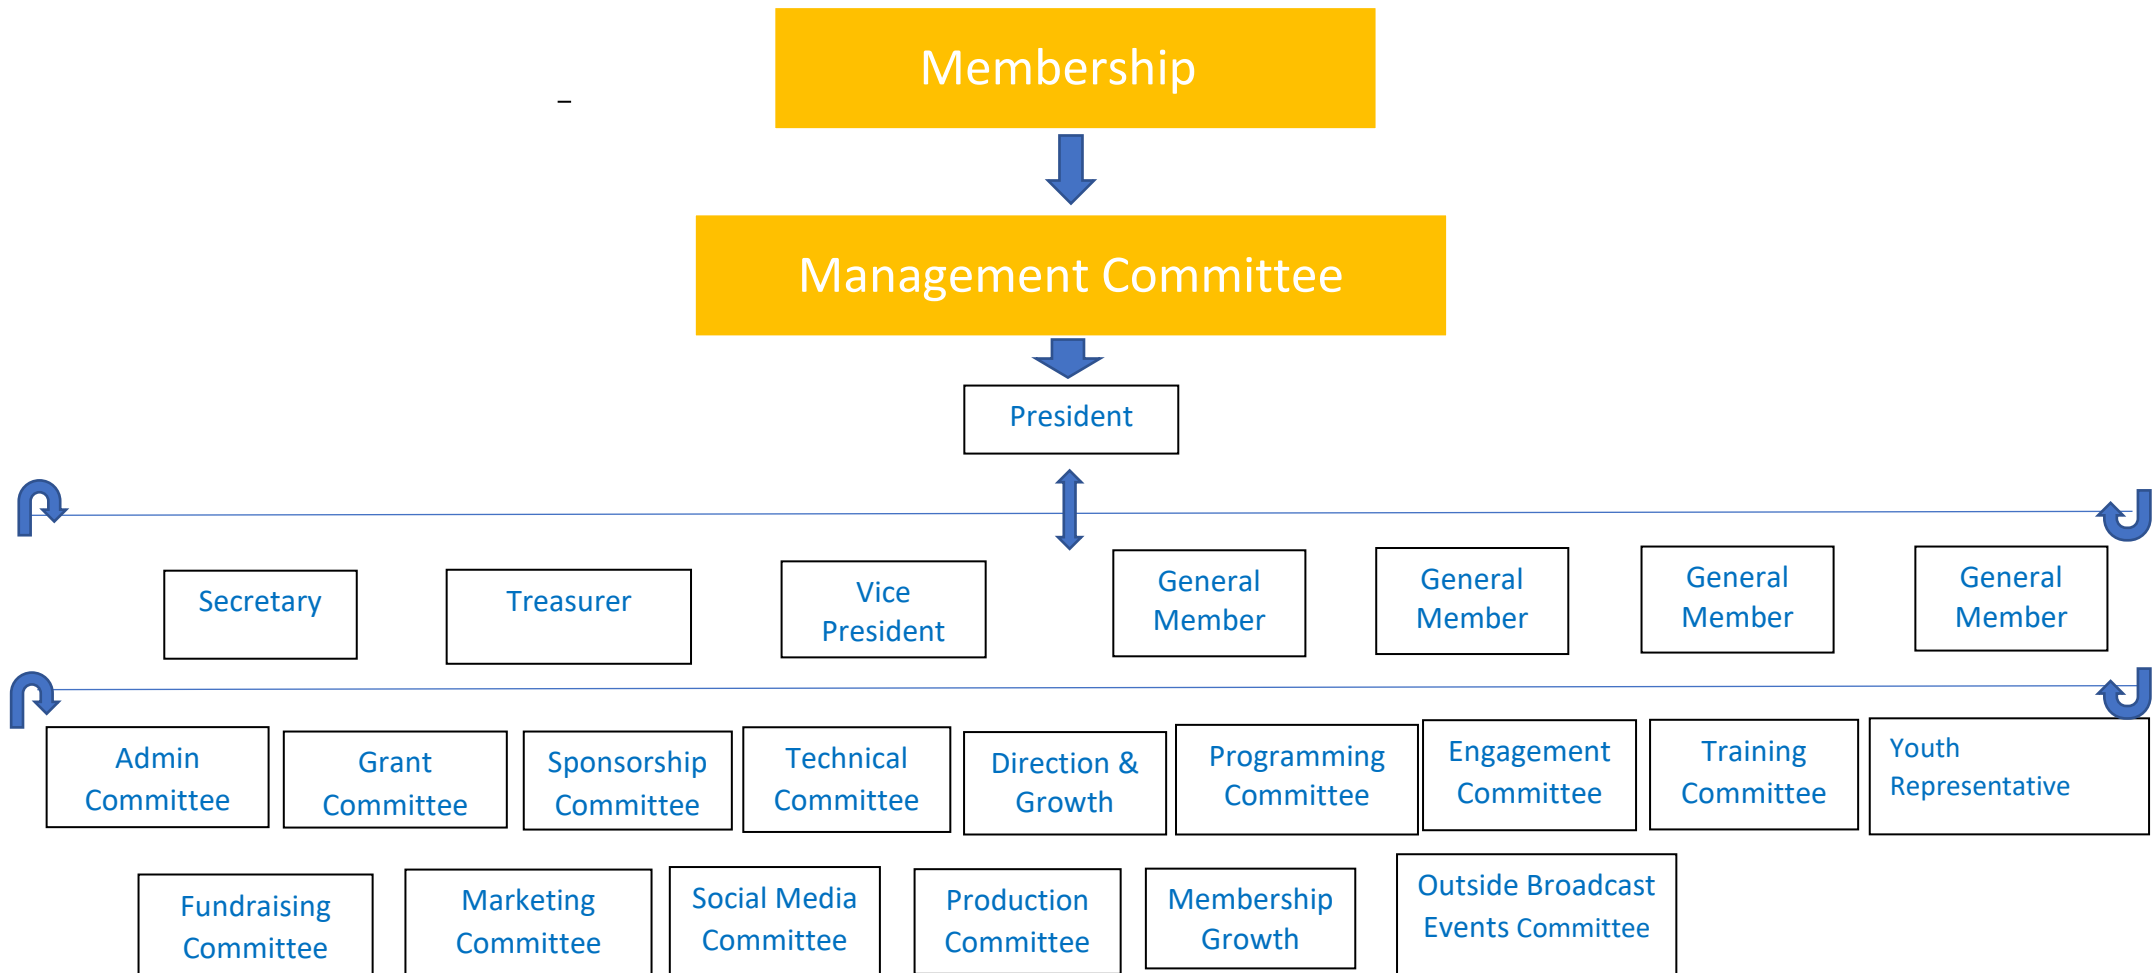 Membership
–
Management Committee
President
Secretary
Treasurer
Vice
President
General
Member
General
Member
General
Member
General
Member
Admin
Committee
Grant
Committee
Sponsorship
Committee
Technical
Committee
Direction &
Growth
Programming
Committee
Engagement
Committee
Training
Committee
Youth
Representative
Fundraising
Committee
Marketing
Committee
Social Media
Committee
Production
Committee
Membership
Growth
Outside Broadcast
Events Committee